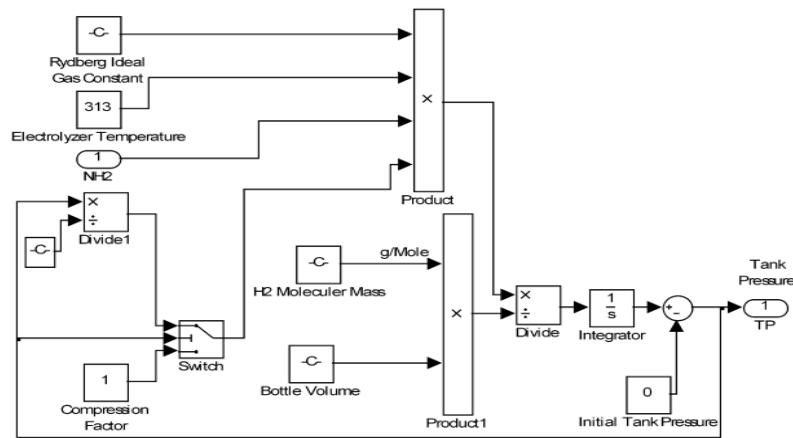 -C-
Rydberg Ideal
Gas Constant
313
Electrolyzer Temperature
1
NH2
×
Product
×
÷
Divide1
-C-
-C-
g/Mole
H2 Moleculer Mass
×
Product1
-C-
Bottle Volume
Switch
1
Compression
Factor
×
÷
Divide
1
s
Integrator
+
−
Tank
Pressure
1
TP
0
Initial Tank Pressure